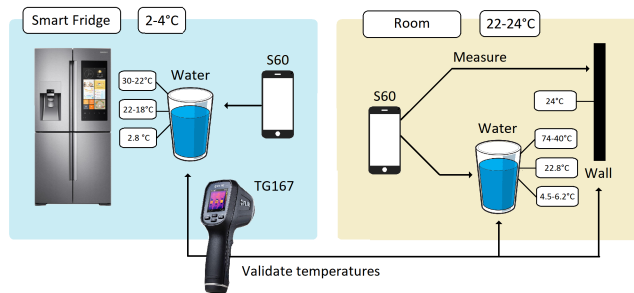 Smart Fridge
2-4°C
S60
Water
30-22°C
22-18°C
2.8 °C
TG167
Room
22-24°C
Measure
S60
Water
24°C
74-40°C
22.8°C
4.5-6.2°C
Wall
Validate temperatures